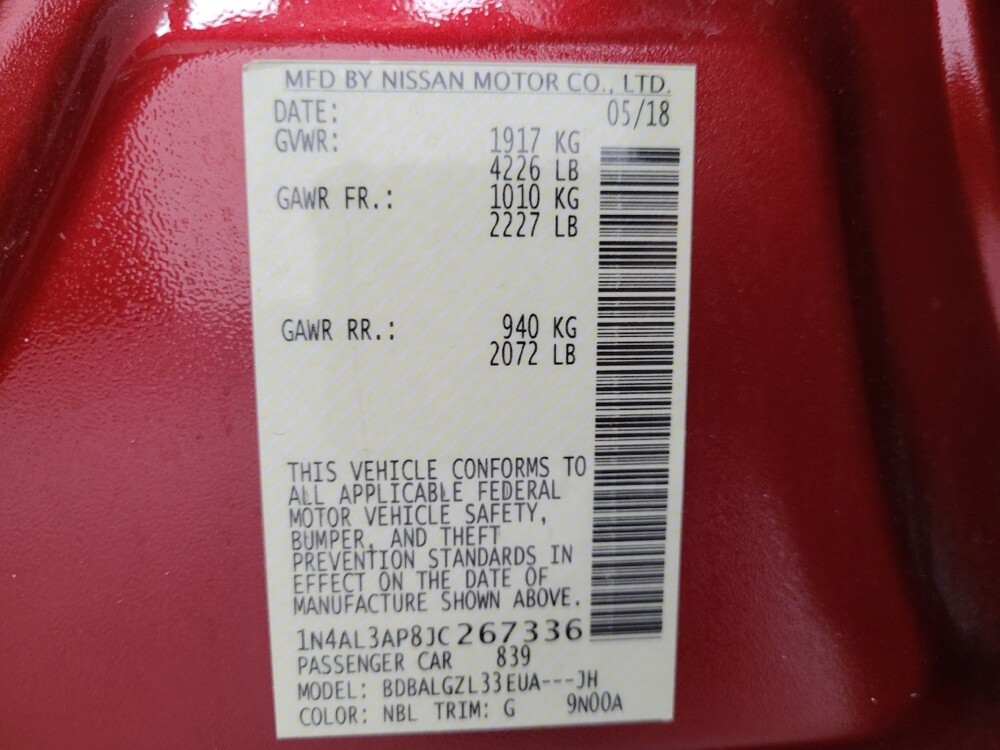 MFD BY NISSAN MOTOR CO., LTD.
DATE: 05/18
GVWR: 1917 KG
4226 LB
GAWR FR.: 1010 KG
2227 LB
GAWR RR.: 940 KG
2072 LB
THIS VEHICLE CONFORMS TO
ALL APPLICABLE FEDERAL
MOTOR VEHICLE SAFETY,
BUMPER, AND THEFT
PREVENTION STANDARDS IN
EFFECT ON THE DATE OF
MANUFACTURE SHOWN ABOVE.
1N4AL3AP8JC267336
PASSENGER CAR 839
MODEL: BDBALGZL33EUA---JH
COLOR: NBL TRIM: G 9N00A